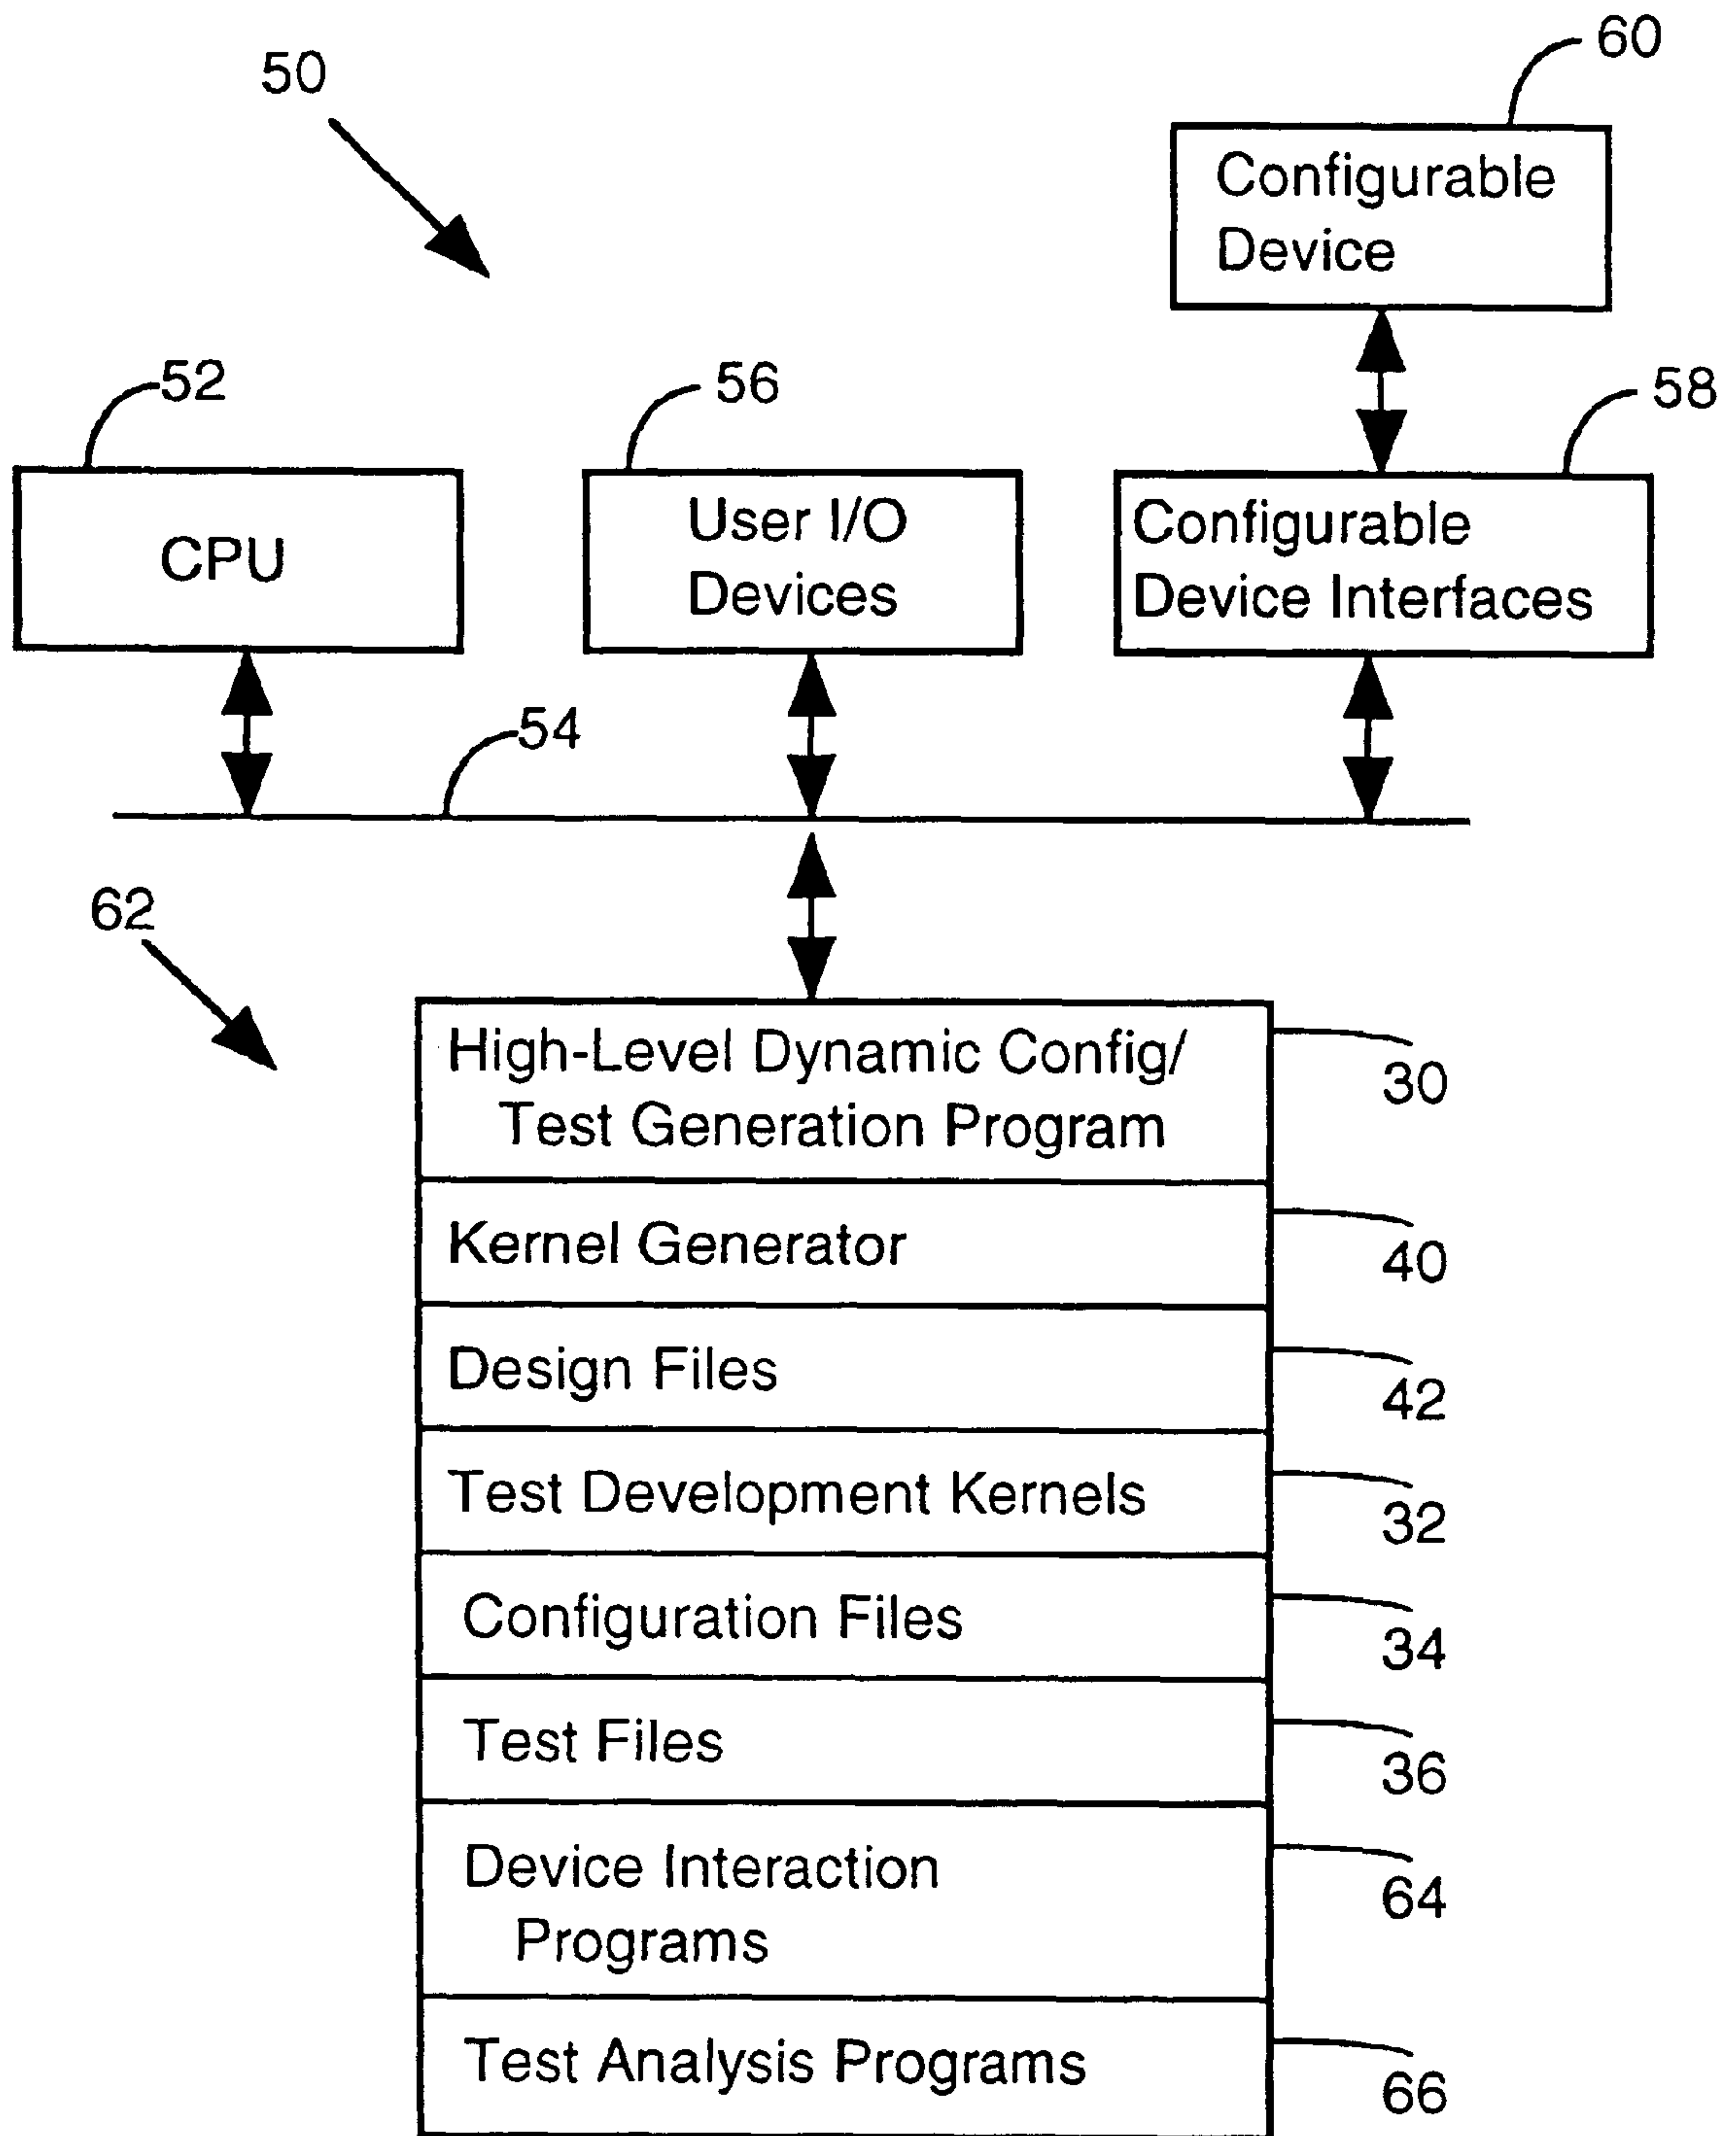 60
50
Configurable
Device
52
56
58
CPU
User I/O
Devices
Configurable
Device Interfaces
54
62
High-Level Dynamic Config/
Test Generation Program
30
Kernel Generator
40
Design Files
42
Test Development Kernels
32
Configuration Files
34
Test Files
36
Device Interaction
Programs
64
Test Analysis Programs
66